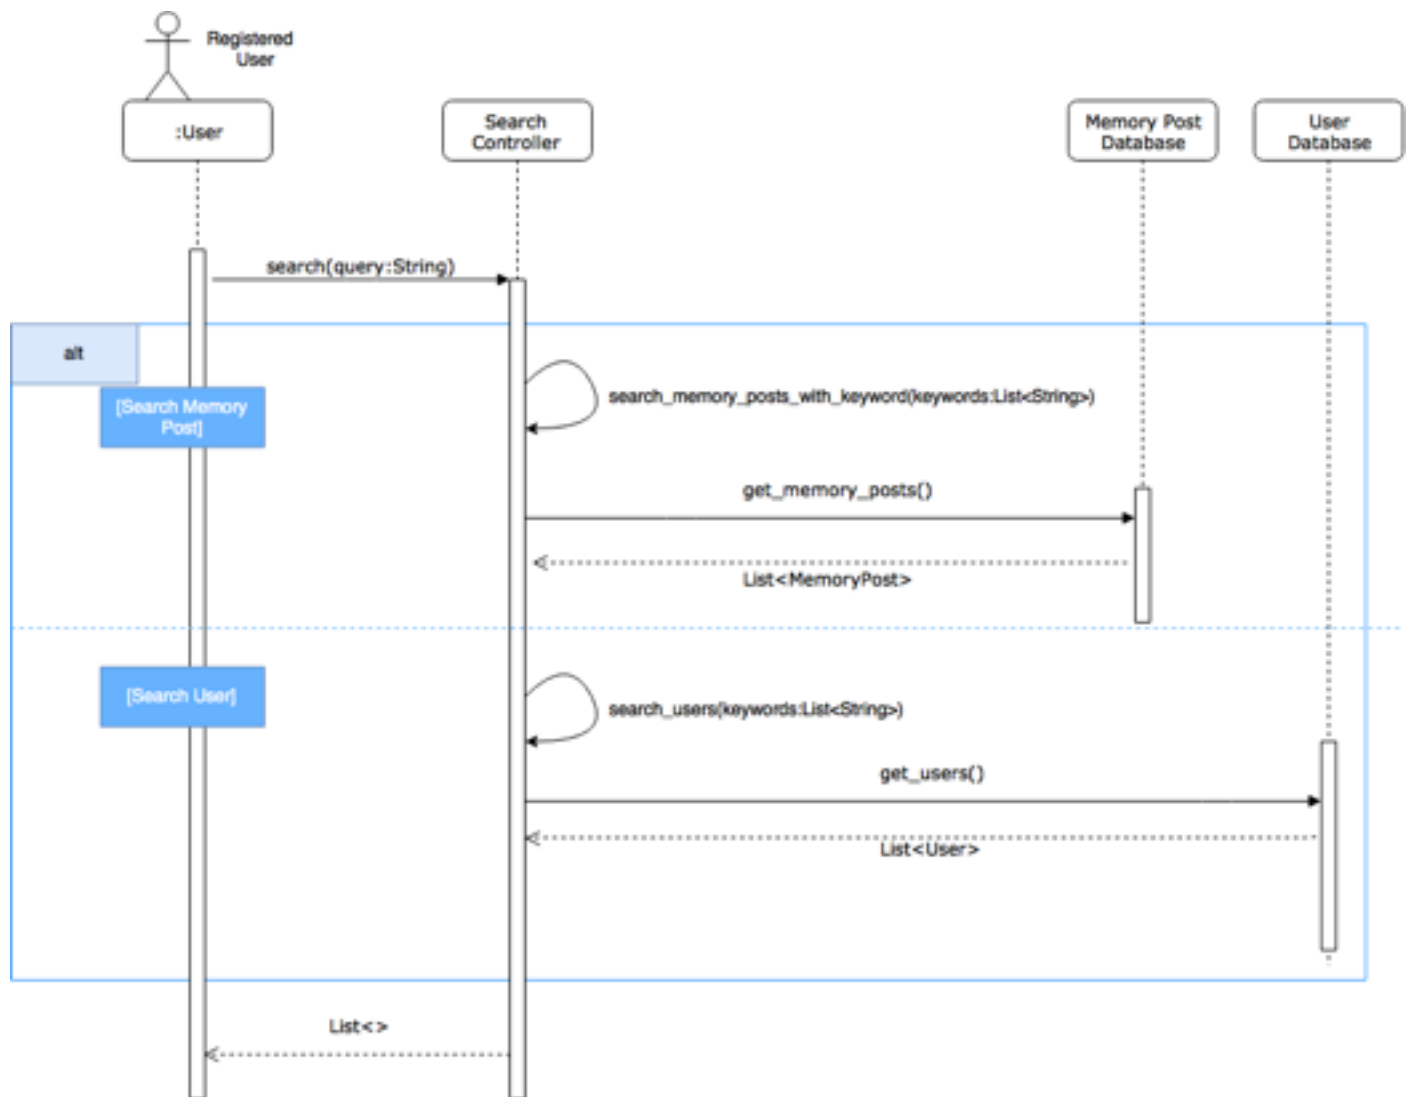 Registered
User
:User
Search
Controller
Memory Post
Database
User
Database
search(query:String)
alt
[Search Memory
Post]
search_memory_posts_with_keyword(keywords:List<String>)
get_memory_posts()
List<MemoryPost>
[Search User]
search_users(keywords:List<String>)
get_users()
List<User>
List<>